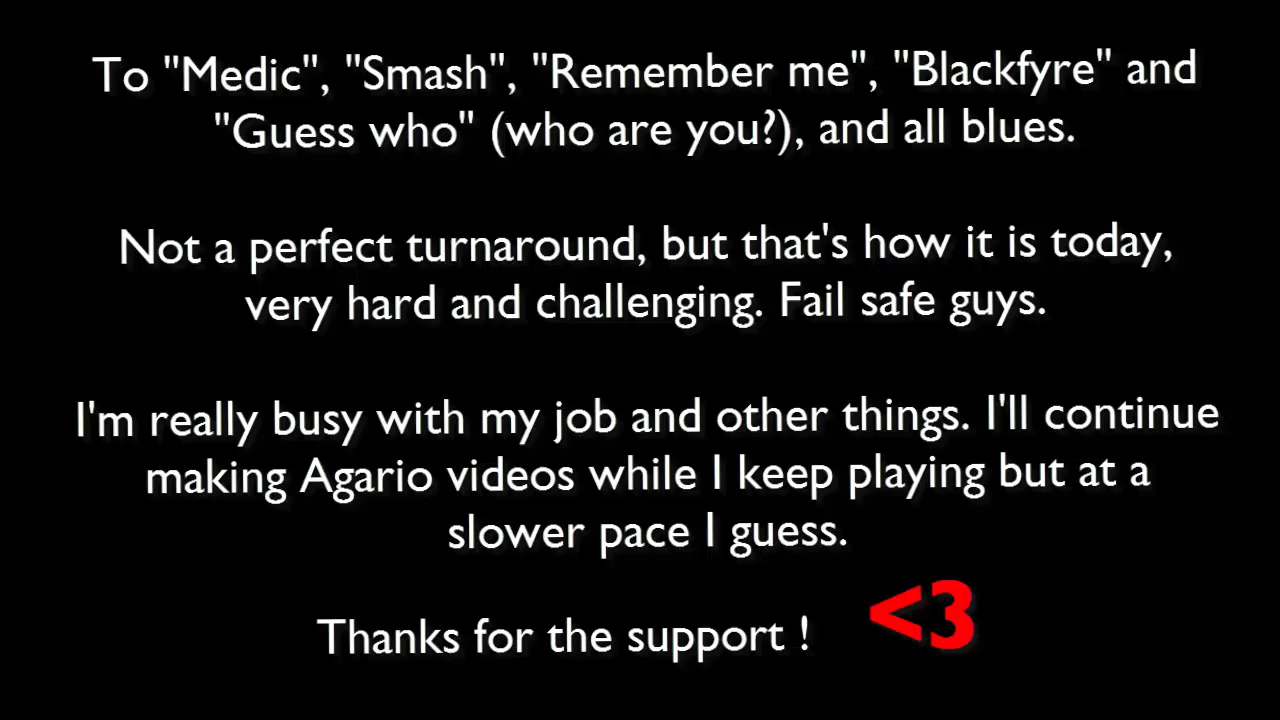 To "Medic", "Smash", "Remember me", "Blackfyre" and
"Guess who" (who are you?), and all blues.
Not a perfect turnaround, but that's how it is today,
very hard and challenging. Fail safe guys.
I'm really busy with my job and other things. I'll continue
making Agario videos while I keep playing but at a
slower pace I guess.
Thanks for the support ! <3